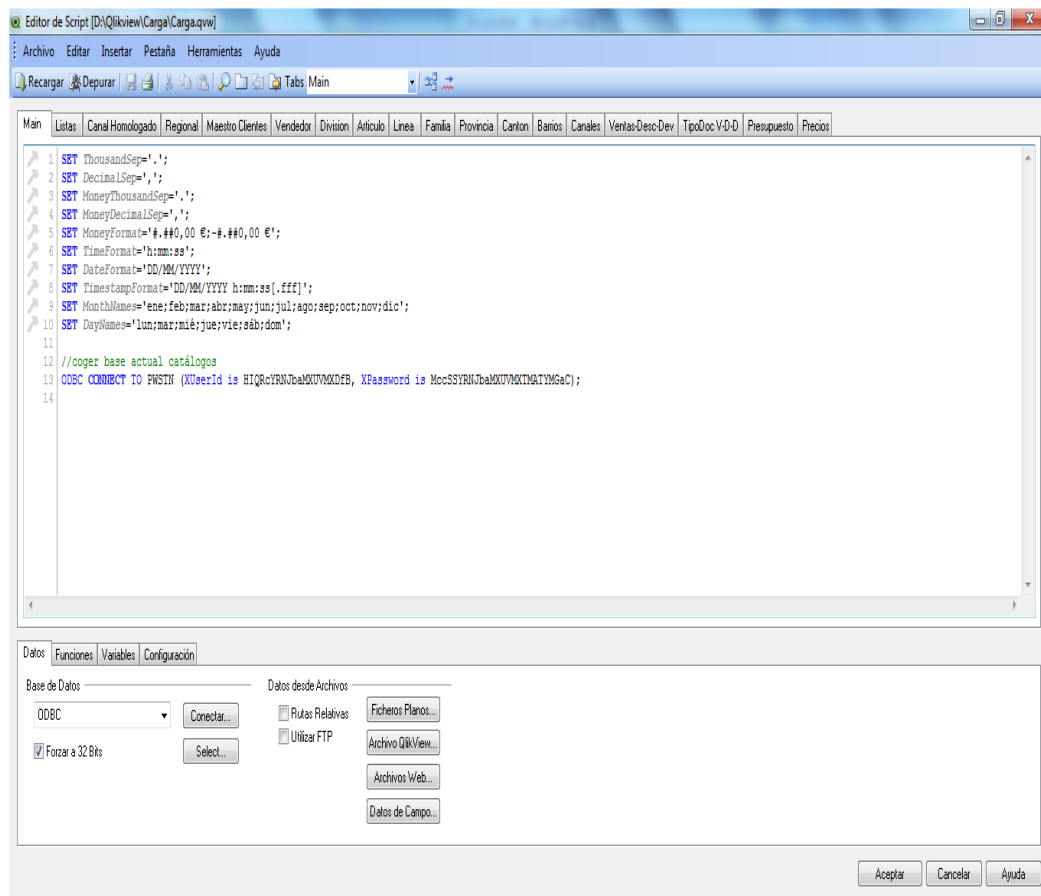 Editor de Script [D:\Qlikview\Carga\Carga.qvw]
Archivo Editar Insertar Pestaña Herramientas Ayuda
Recargar Depurar Tabs Main
Main Listas Canal Homologado Regional Maestro Clientes Vendedor Division Articulo Linea Familia Provincia Canton Barrios Canales Ventas-Desc-Dev TipoDoc V-D-D Presupuesto Precios
1 SET ThousandSep='.';
2 SET DecimalSep=',';
3 SET MoneyThousandSep='.';
4 SET MoneyDecimalSep=',';
5 SET MoneyFormat='#.##0,00 €;-#.##0,00 €';
6 SET TimeFormat='h:mm:ss';
7 SET DateFormat='DD/MM/YYYY';
8 SET TimestampFormat='DD/MM/YYYY h:mm:ss[.fff]';
9 SET MonthNames='ene;feb;mar;abr;may;jun;jul;ago;sep;oct;nov;dic';
10 SET DayNames='lun;mar;mié;jue;vie;sáb;dom';
11
12 //coger base actual catálogos
13 ODBC CONNECT TO PWSTN (XUserId is HIQRcYRNJbaMXUVMXDfB, XPassword is MccSSYRNJbaMXUVMXTMATYMGaC);
14
Datos Funciones Variables Configuración
Base de Datos
ODBC
Conectar...
Forzar a 32 Bits
Select...
Datos desde Archivos
Rutas Relativas
Utilizar FTP
Ficheros Planos...
Archivo QlikView...
Archivos Web...
Datos de Campo...
Aceptar Cancelar Ayuda